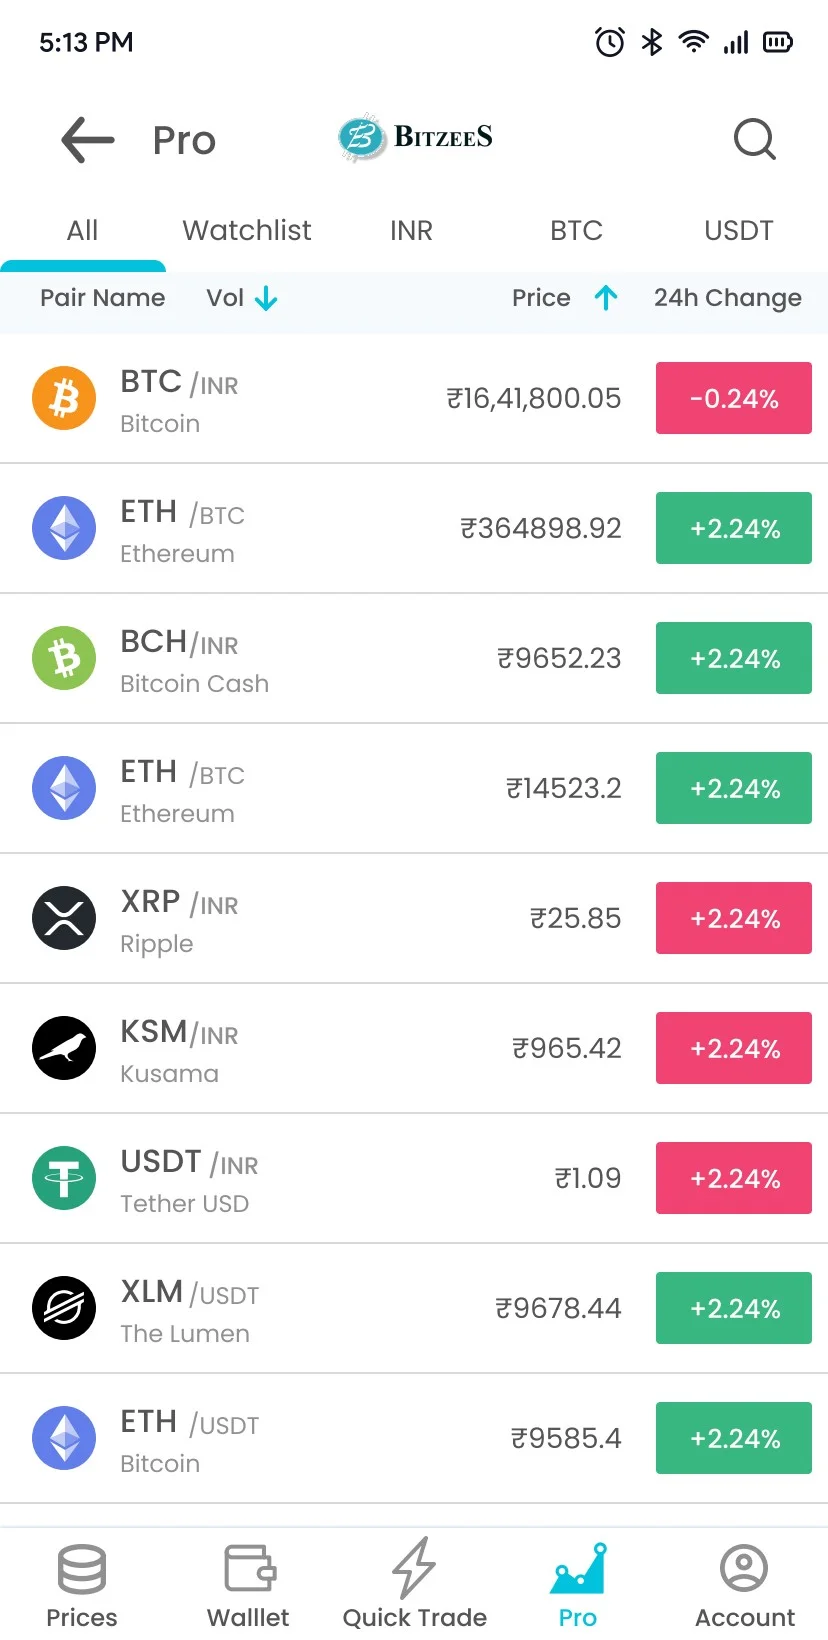 5:13 PM
Pro BITZEES
All Watchlist INR BTC USDT
Pair Name Vol Price 24h Change
BTC /INR ₹16,41,800.05 -0.24%
Bitcoin
ETH /BTC ₹364898.92 +2.24%
Ethereum
BCH/INR ₹9652.23 +2.24%
Bitcoin Cash
ETH /BTC ₹14523.2 +2.24%
Ethereum
XRP /INR ₹25.85 +2.24%
Ripple
KSM/INR ₹965.42 +2.24%
Kusama
USDT /INR ₹1.09 +2.24%
Tether USD
XLM /USDT ₹9678.44 +2.24%
The Lumen
ETH /USDT ₹9585.4 +2.24%
Bitcoin
Prices Walllet Quick Trade Pro Account